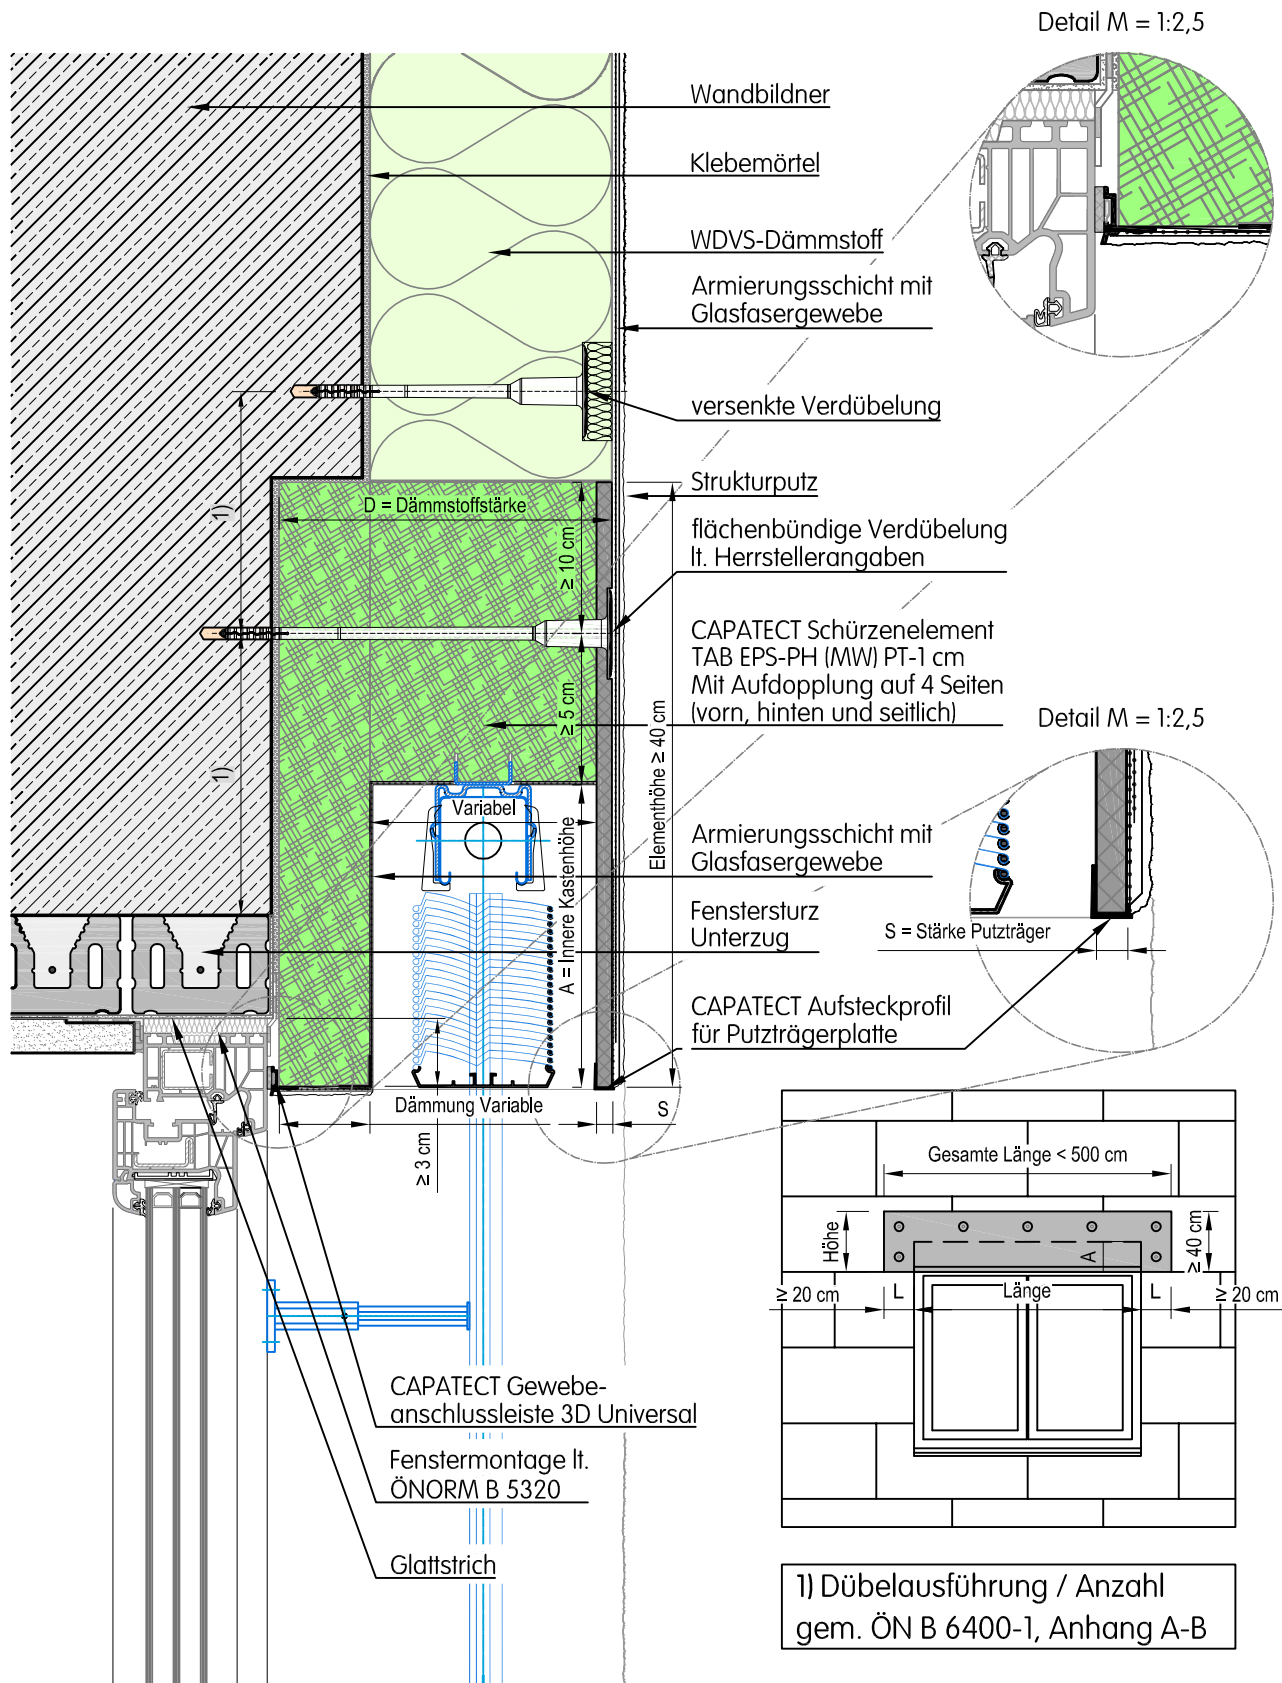 Detail M = 1:2,5
Wandbildner
Klebemörtel
WDVS-Dämmstoff
Armierungsschicht mit
Glasfasergewebe
versenkte Verdübelung
Strukturputz
D = Dämmstoffstärke
flächenbündige Verdübelung
lt. Herrstellerangaben
1)
≥ 10 cm
CAPATECT Schürzenelement
TAB EPS-PH (MW) PT-1 cm
Mit Aufdopplung auf 4 Seiten
(vorn, hinten und seitlich)
≥ 5 cm
Elementhöhe ≥ 40 cm
Detail M = 1:2,5
1)
Variabel
A = Innere Kastenhöhe
Armierungsschicht mit
Glasfasergewebe
Fenstersturz
Unterzug
S = Stärke Putzträger
CAPATECT Aufsteckprofil
für Putzträgerplatte
Dämmung Variable
S
≥ 3 cm
Gesamte Länge < 500 cm
Höhe
A
≥ 40 cm
≥ 20 cm
L
Länge
L
≥ 20 cm
CAPATECT Gewebe-
anschlussleiste 3D Universal
Fenstermontage lt.
ÖNORM B 5320
Glattstrich
1) Dübelausführung / Anzahl
gem. ÖN B 6400-1, Anhang A-B